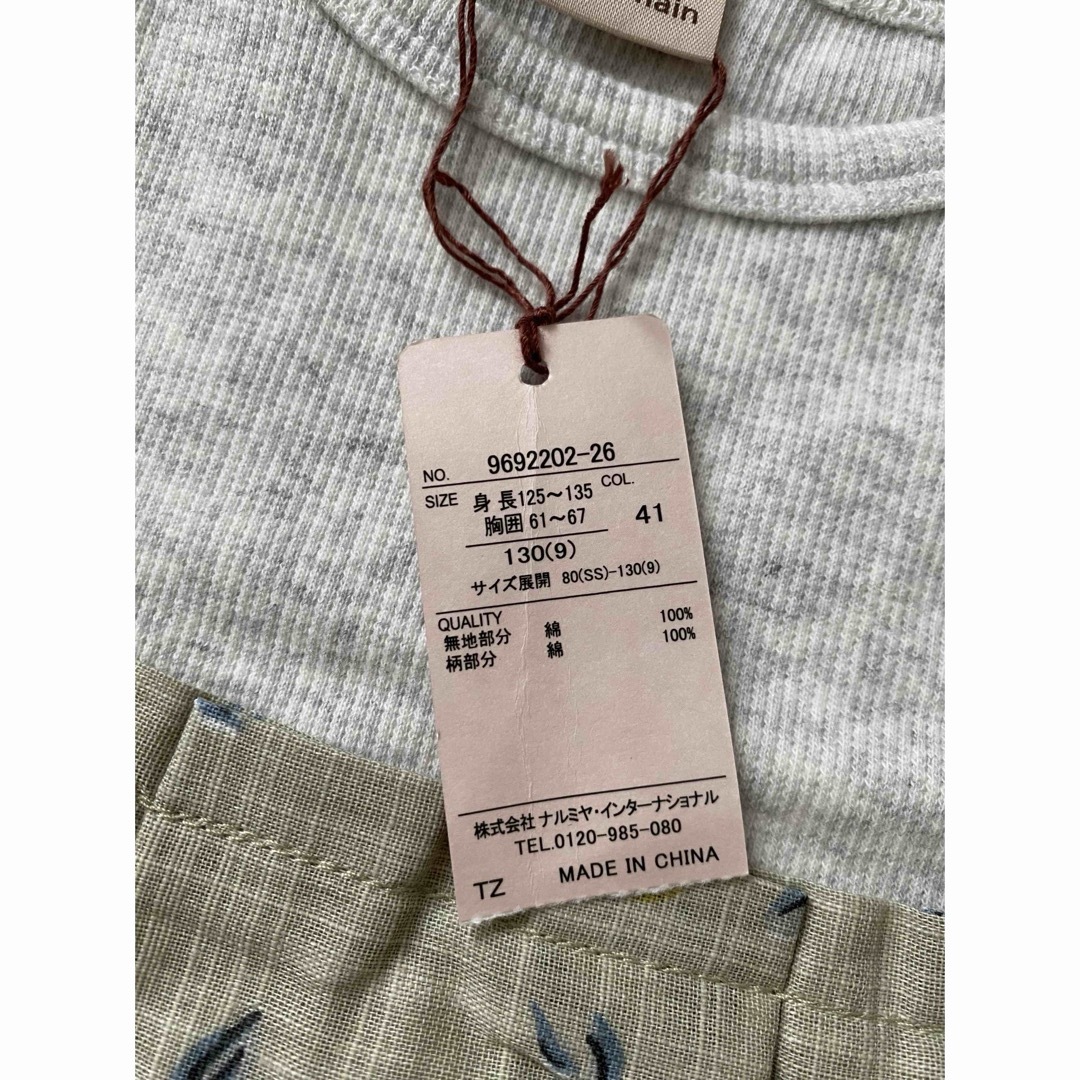 NO. 9692202-26
SIZE 身長125～135 COL.
胸囲 61～67 41
130(9)
サイズ展開 80(SS)-130(9)
QUALITY
無地部分 綿 100%
柄部分 綿 100%
株式会社 ナルミヤ・インターナショナル
TEL.0120-985-080
TZ MADE IN CHINA